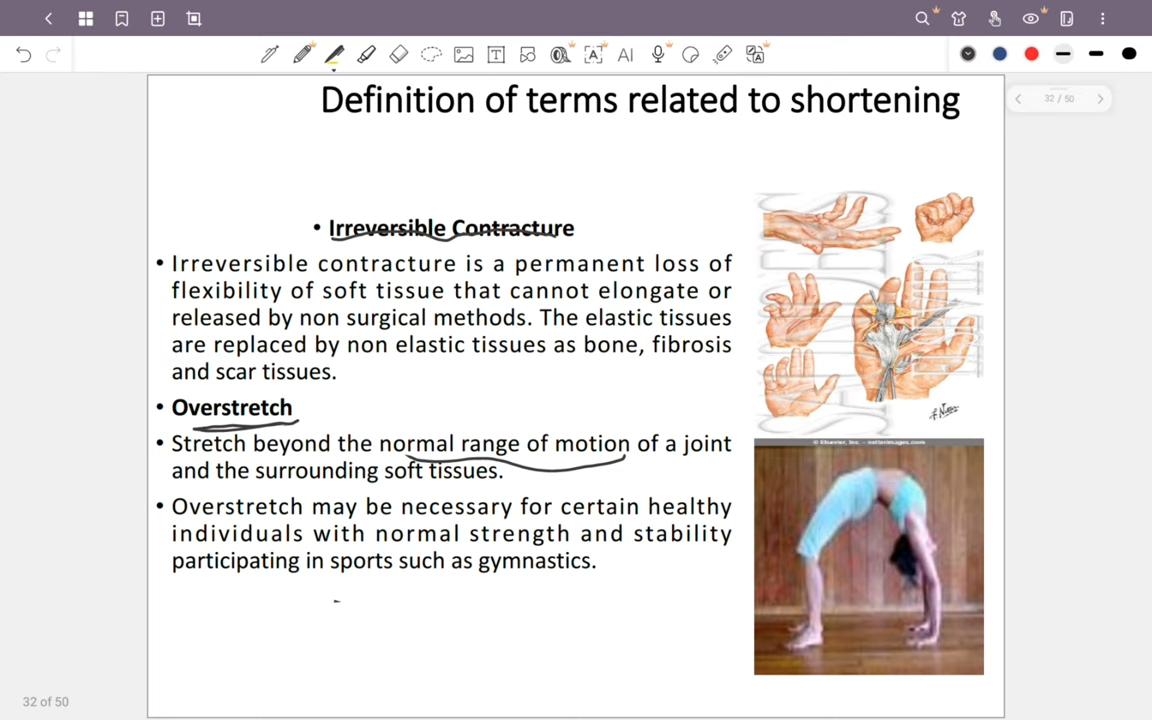 32 / 50
Definition of terms related to shortening
• Irreversible Contracture
• Irreversible contracture is a permanent loss of
flexibility of soft tissue that cannot elongate or
released by non surgical methods. The elastic tissues
are replaced by non elastic tissues as bone, fibrosis
and scar tissues.
• Overstretch
• Stretch beyond the normal range of motion of a joint
and the surrounding soft tissues.
• Overstretch may be necessary for certain healthy
individuals with normal strength and stability
participating in sports such as gymnastics.
© Elsevier, Inc. - netterimages.com
32 of 50